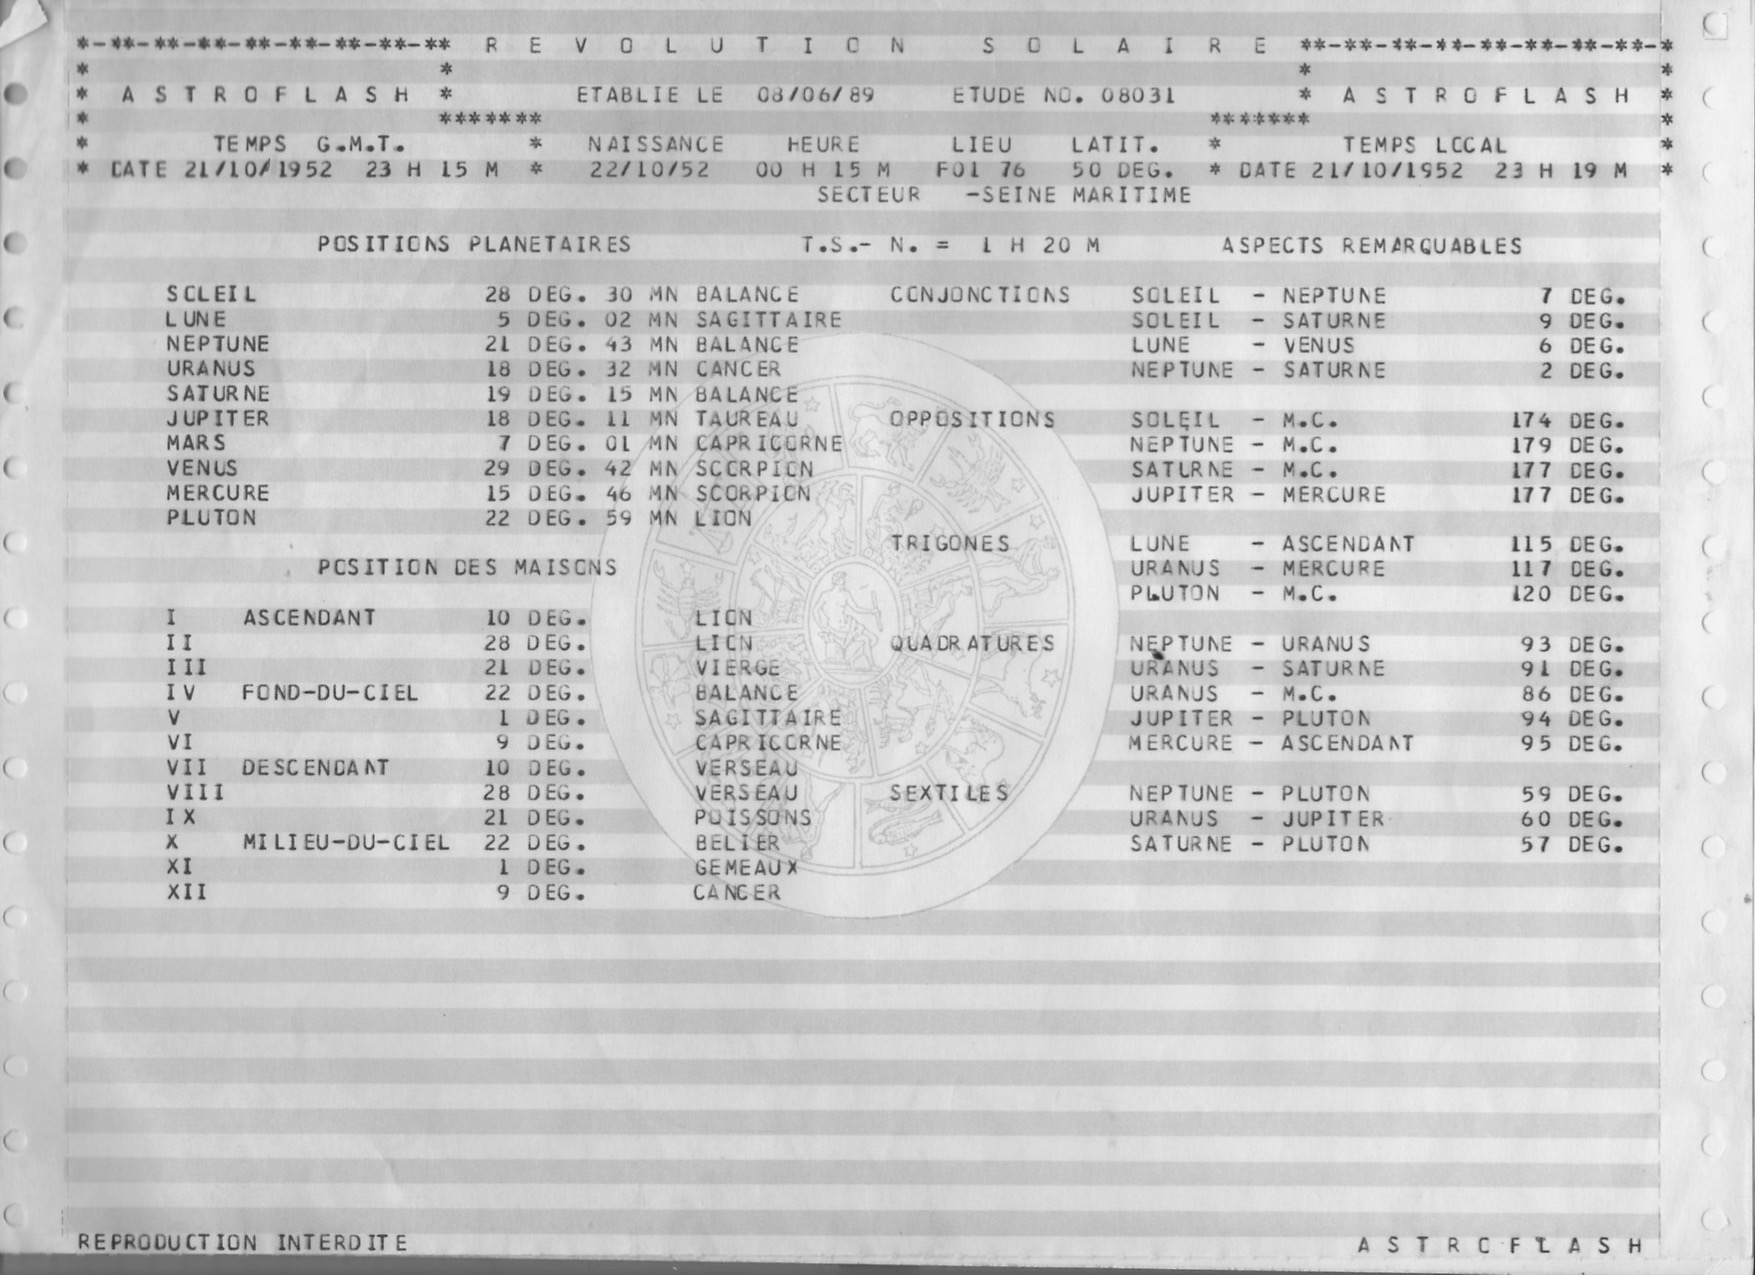 *-**-**-**-**-**-**-**-** R E V O L U T I O N   S O L A I R E **-**-**-**-**-**-**-**-*
* * * *
* A S T R O F L A S H * ETABLIE LE 08/06/89 ETUDE NO. 08031 * A S T R O F L A S H *
* ******* ******* *
* TEMPS G.M.T. * NAISSANCE HEURE LIEU LATIT. * TEMPS LOCAL *
* DATE 21/10/1952 23 H 15 M * 22/10/52 00 H 15 M F01 76 50 DEG. * DATE 21/10/1952 23 H 19 M *
SECTEUR -SEINE MARITIME
POSITIONS PLANETAIRES T.S.- N. = 1 H 20 M ASPECTS REMARQUABLES
SOLEIL 28 DEG. 30 MN BALANCE CONJONCTIONS SOLEIL - NEPTUNE 7 DEG.
LUNE 5 DEG. 02 MN SAGITTAIRE SOLEIL - SATURNE 9 DEG.
NEPTUNE 21 DEG. 43 MN BALANCE LUNE - VENUS 6 DEG.
URANUS 18 DEG. 32 MN CANCER NEPTUNE - SATURNE 2 DEG.
SATURNE 19 DEG. 15 MN BALANCE
JUPITER 18 DEG. 11 MN TAUREAU OPPOSITIONS SOLEIL - M.C. 174 DEG.
MARS 7 DEG. 01 MN CAPRICORNE NEPTUNE - M.C. 179 DEG.
VENUS 29 DEG. 42 MN SCORPION SATURNE - M.C. 177 DEG.
MERCURE 15 DEG. 46 MN SCORPION JUPITER - MERCURE 177 DEG.
PLUTON 22 DEG. 59 MN LION
TRIGONES LUNE - ASCENDANT 115 DEG.
POSITION DES MAISONS URANUS - MERCURE 117 DEG.
PLUTON - M.C. 120 DEG.
I ASCENDANT 10 DEG. LION
II 28 DEG. LION QUADRATURES NEPTUNE - URANUS 93 DEG.
III 21 DEG. VIERGE URANUS - SATURNE 91 DEG.
IV FOND-DU-CIEL 22 DEG. BALANCE URANUS - M.C. 86 DEG.
V 1 DEG. SAGITTAIRE JUPITER - PLUTON 94 DEG.
VI 9 DEG. CAPRICORNE MERCURE - ASCENDANT 95 DEG.
VII DESCENDANT 10 DEG. VERSEAU
VIII 28 DEG. VERSEAU SEXTILES NEPTUNE - PLUTON 59 DEG.
IX 21 DEG. POISSONS URANUS - JUPITER 60 DEG.
X MILIEU-DU-CIEL 22 DEG. BELIER SATURNE - PLUTON 57 DEG.
XI 1 DEG. GEMEAUX
XII 9 DEG. CANCER
REPRODUCTION INTERDITE A S T R O F L A S H